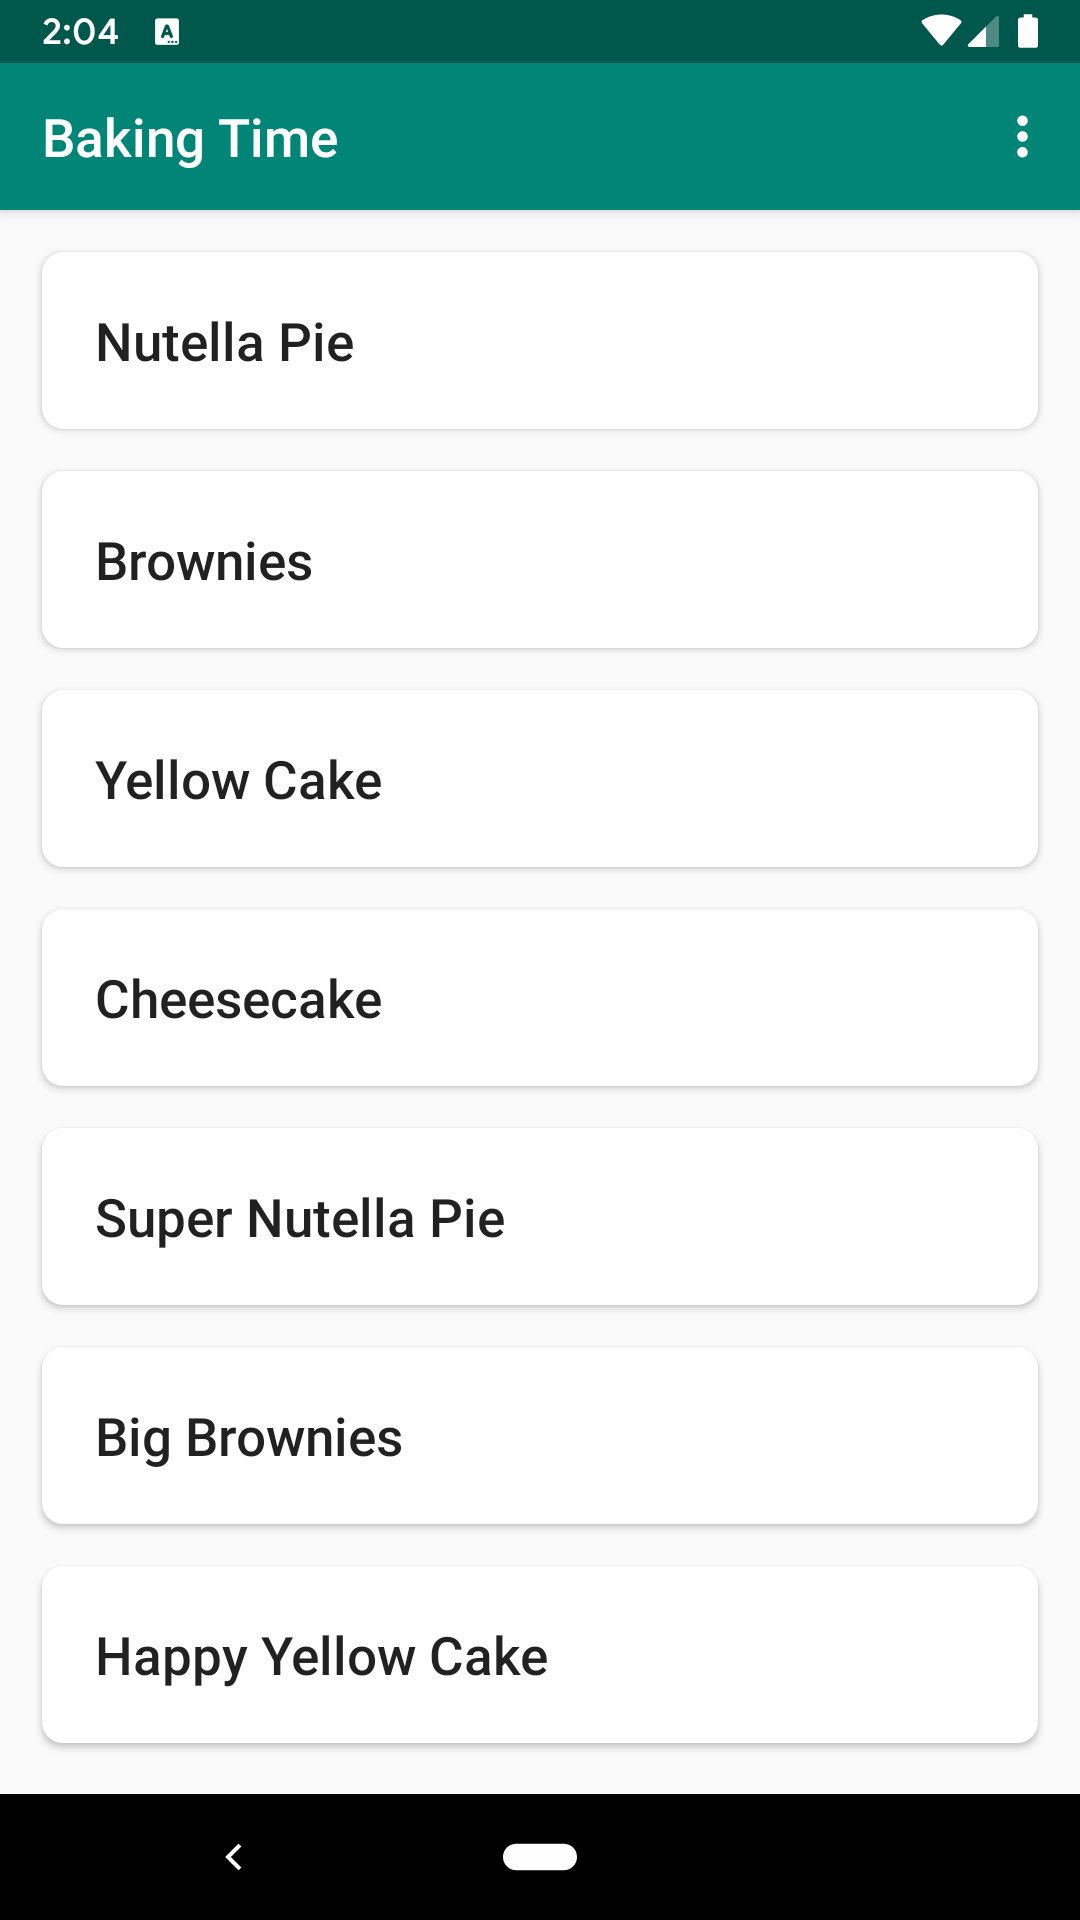 2:04
Baking Time
Nutella Pie
Brownies
Yellow Cake
Cheesecake
Super Nutella Pie
Big Brownies
Happy Yellow Cake